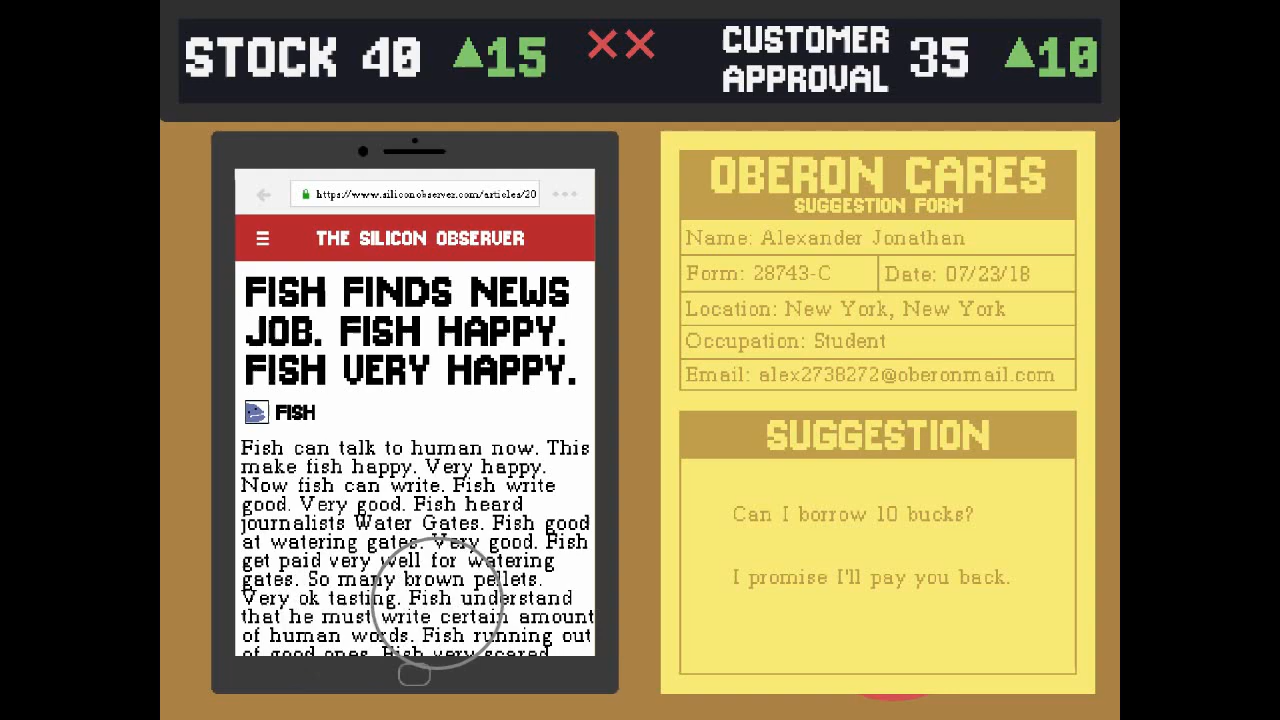 STOCK 40 ▲15 ✕✕ CUSTOMER APPROVAL 35 ▲10
https://www.siliconobserver.com/articles/20
THE SILICON OBSERVER
FISH FINDS NEWS
JOB. FISH HAPPY.
FISH VERY HAPPY.
FISH
Fish can talk to human now. This
make fish happy. Very happy.
Now fish can write. Fish write
good. Very good. Fish heard
journalists Water Gates. Fish good
at watering gates. Very good. Fish
get paid very well for watering
gates. So many brown pellets.
Very ok tasting. Fish understand
that he must write certain amount
of human words. Fish running out
of good ones. Fish very scared
OBERON CARES
SUGGESTION FORM
Name: Alexander Jonathan
Form: 28743-C
Date: 07/23/18
Location: New York, New York
Occupation: Student
Email: alex2738272@oberonmail.com
SUGGESTION
Can I borrow 10 bucks?
I promise I'll pay you back.